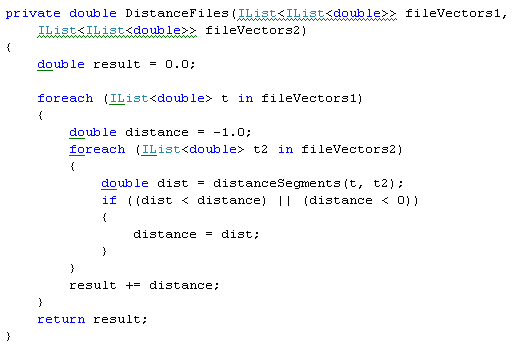 private double DistanceFiles(IList<IList<double>> fileVectors1,
    IList<IList<double>> fileVectors2)
{
    double result = 0.0;

    foreach (IList<double> t in fileVectors1)
    {
        double distance = -1.0;
        foreach (IList<double> t2 in fileVectors2)
        {
            double dist = distanceSegments(t, t2);
            if ((dist < distance) || (distance < 0))
            {
                distance = dist;
            }
        }
        result += distance;
    }
    return result;
}